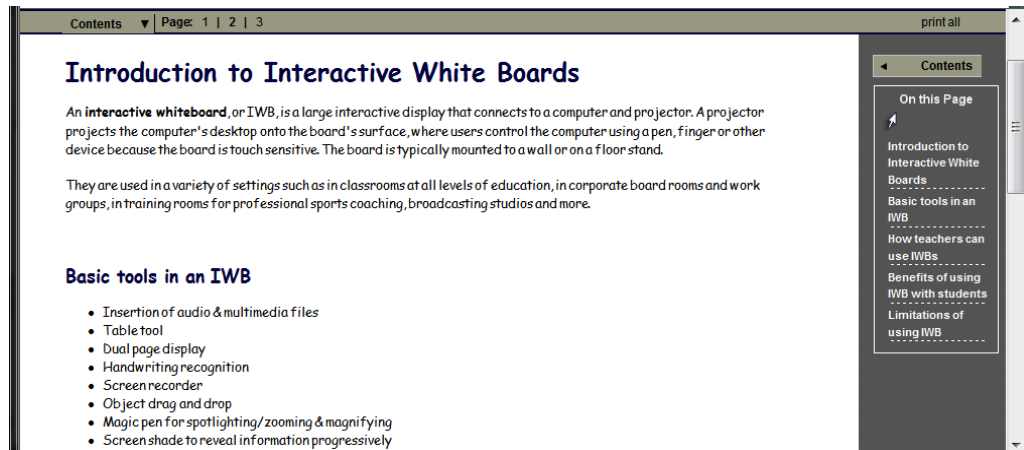 Contents ▼ Page: 1 | 2 | 3 print all
Introduction to Interactive White Boards
An interactive whiteboard, or IWB, is a large interactive display that connects to a computer and projector. A projector
projects the computer's desktop onto the board's surface, where users control the computer using a pen, finger or other
device because the board is touch sensitive. The board is typically mounted to a wall or on a floor stand.
They are used in a variety of settings such as in classrooms at all levels of education, in corporate board rooms and work
groups, in training rooms for professional sports coaching, broadcasting studios and more.
Basic tools in an IWB
• Insertion of audio & multimedia files
• Table tool
• Dual page display
• Handwriting recognition
• Screen recorder
• Object drag and drop
• Magic pen for spotlighting/zooming & magnifying
• Screen shade to reveal information progressively
◄ Contents
On this Page
Introduction to
Interactive White
Boards
Basic tools in an
IWB
How teachers can
use IWBs
Benefits of using
IWB with students
Limitations of
using IWB